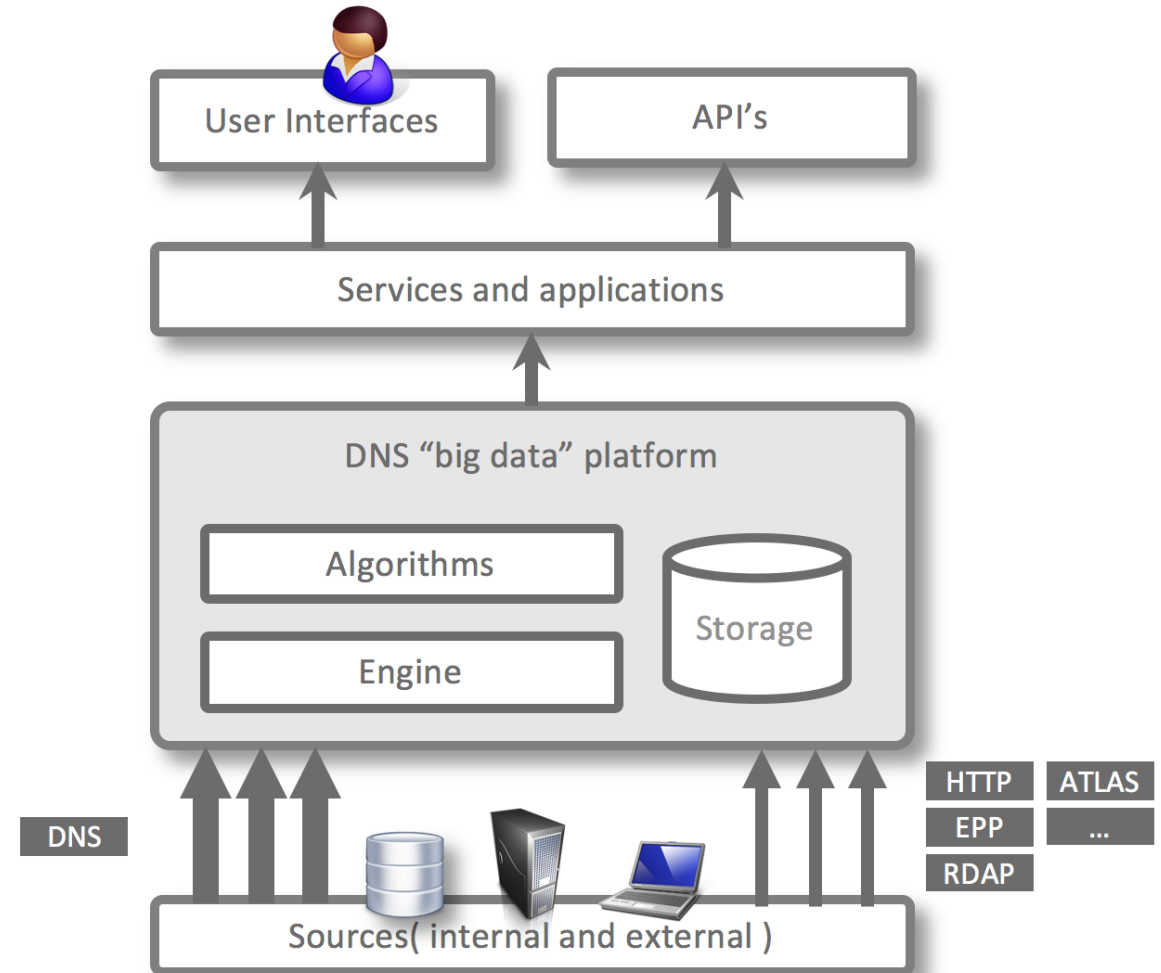 User Interfaces
API's
Services and applications
DNS “big data” platform
Algorithms
Storage
Engine
HTTP
ATLAS
DNS
EPP
...
RDAP
Sources( internal and external )